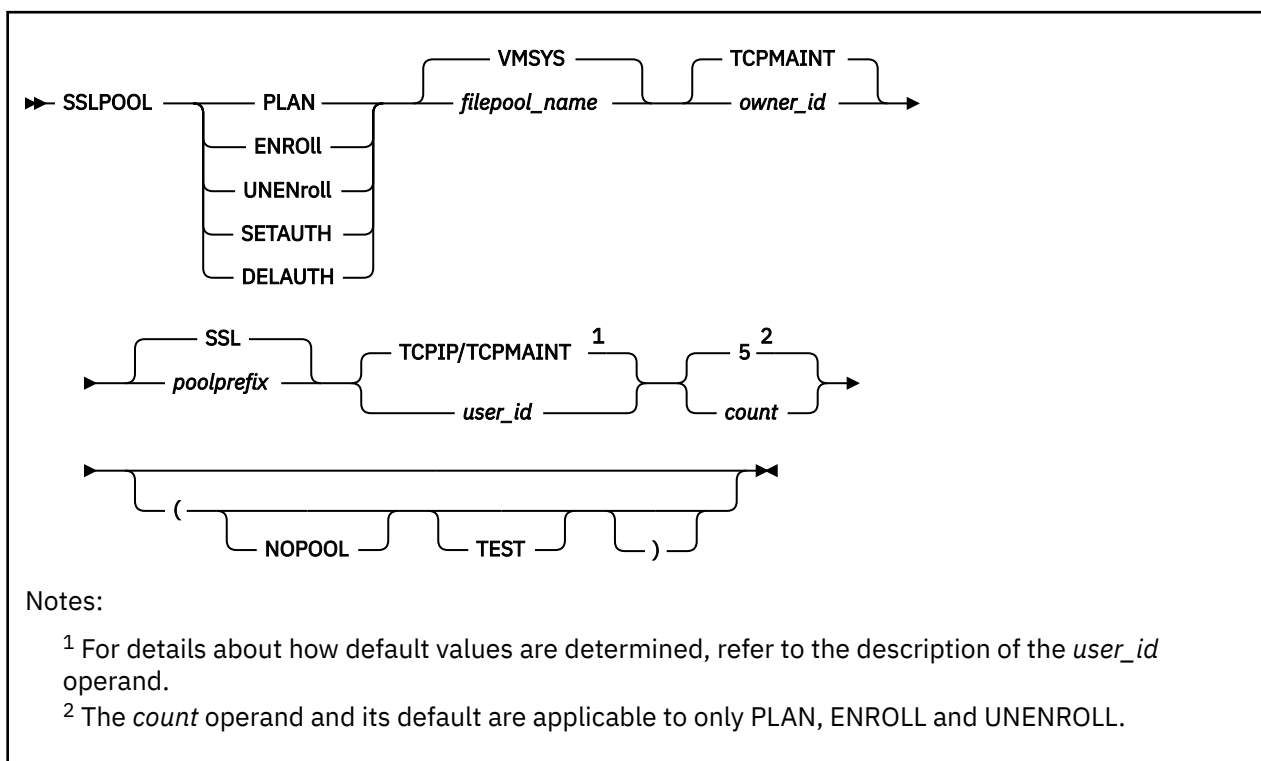 VMSYS TCPMAINT
SSLPOOL PLAN filepool_name owner_id
ENROll
UNENroll
SETAUTH
DELAUTH
SSL TCPIP/TCPMAINT 1 5 2
poolprefix
user_id count
(
NOPOOL TEST )
Notes:
1 For details about how default values are determined, refer to the description of the user_id
operand.
2 The count operand and its default are applicable to only PLAN, ENROLL and UNENROLL.